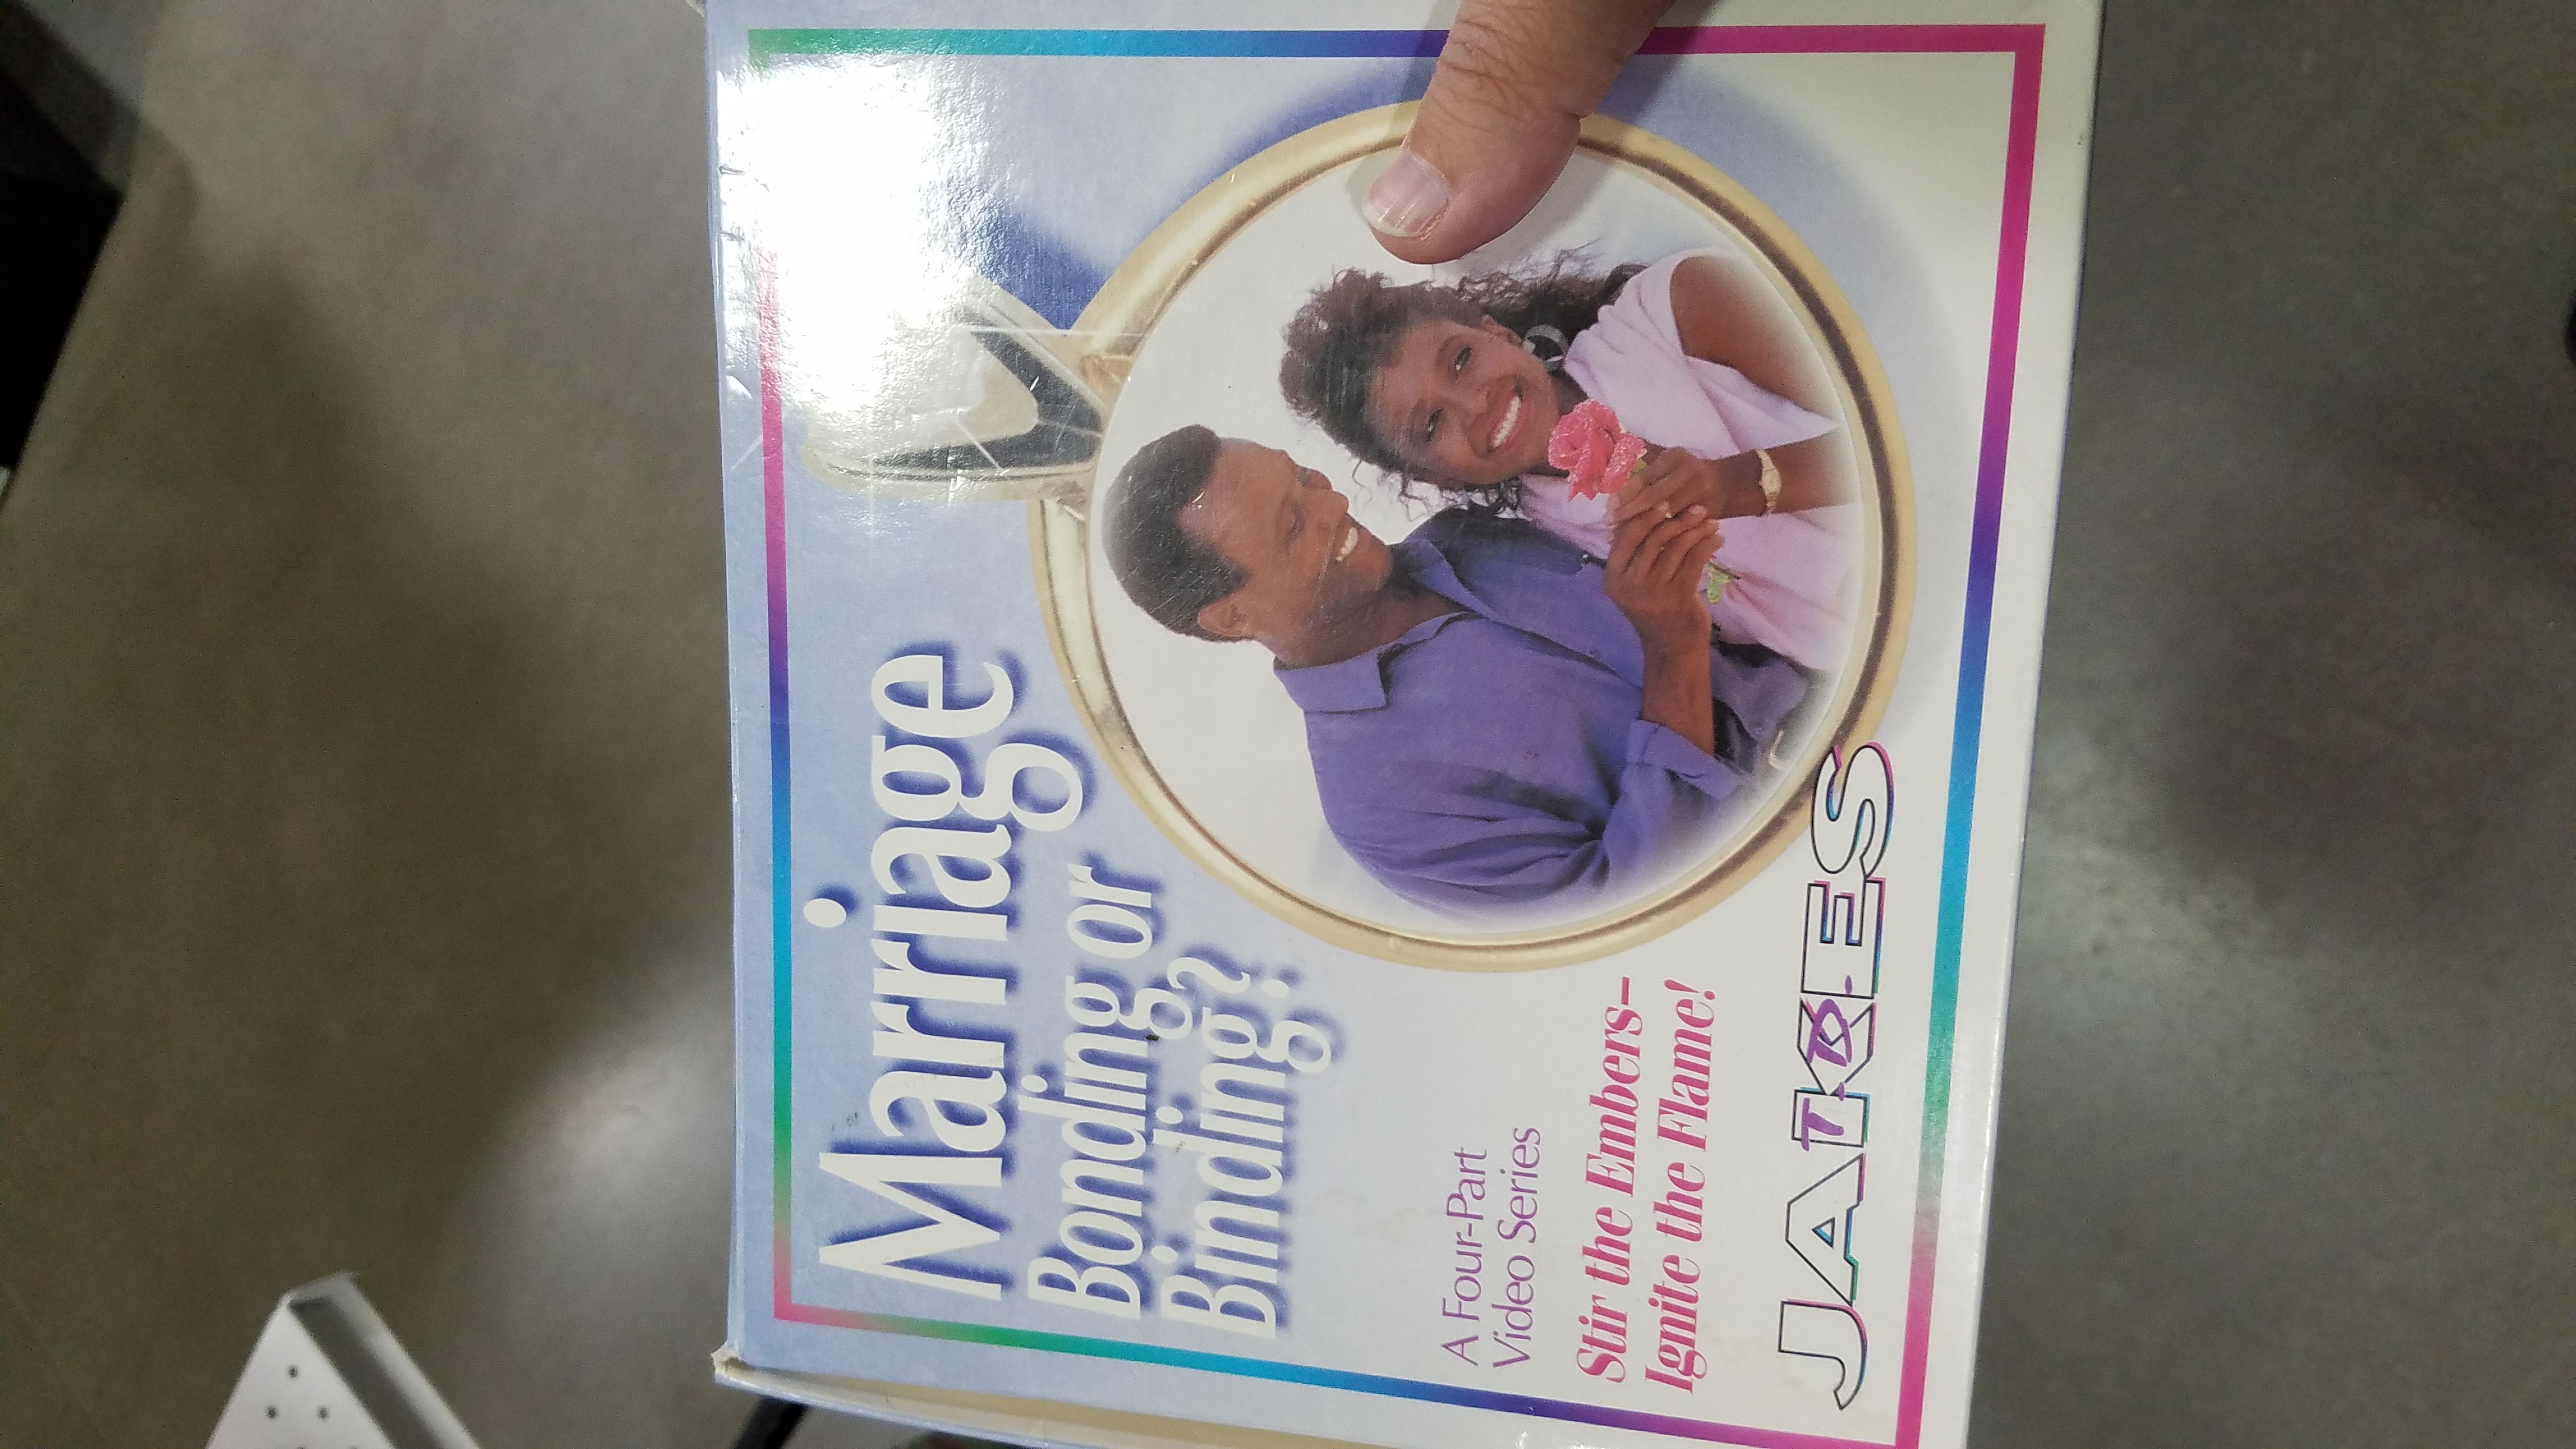 Marriage
Bonding or
Binding?
A Four-Part
Video Series
Stir the Embers–
Ignite the Flame!
T.D.
JAKES